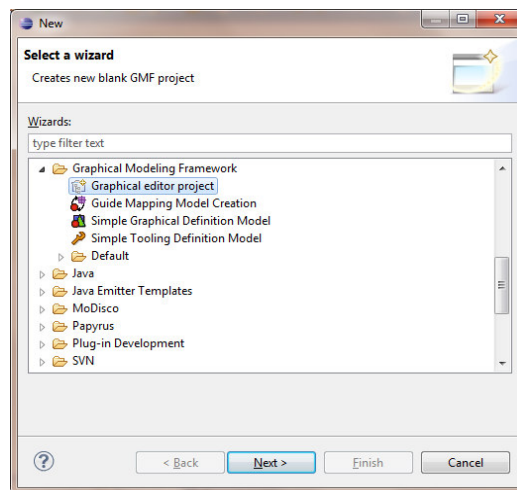 New
Select a wizard
Creates new blank GMF project
Wizards:
type filter text
Graphical Modeling Framework
Graphical editor project
Guide Mapping Model Creation
Simple Graphical Definition Model
Simple Tooling Definition Model
Default
Java
Java Emitter Templates
MoDisco
Papyrus
Plug-in Development
SVN
? < Back Next > Finish Cancel